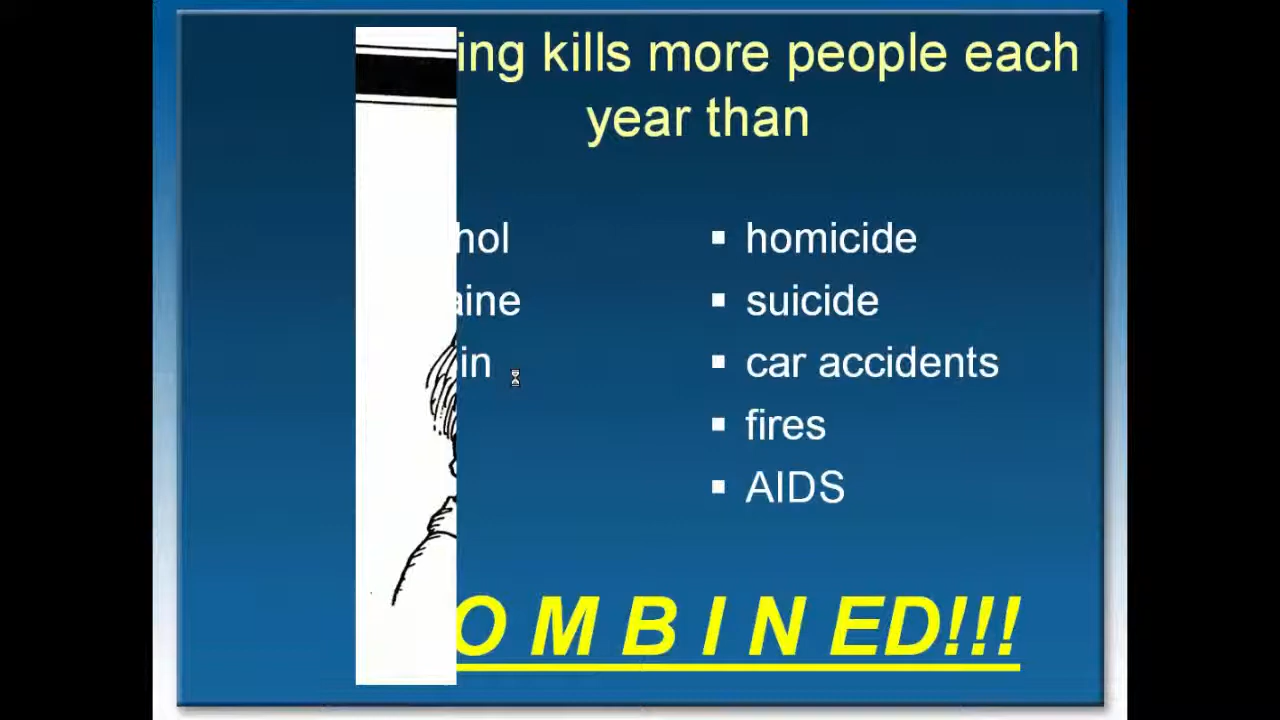 ing kills more people each
year than
hol
aine
in
homicide
suicide
car accidents
fires
AIDS
O M B I N ED!!!